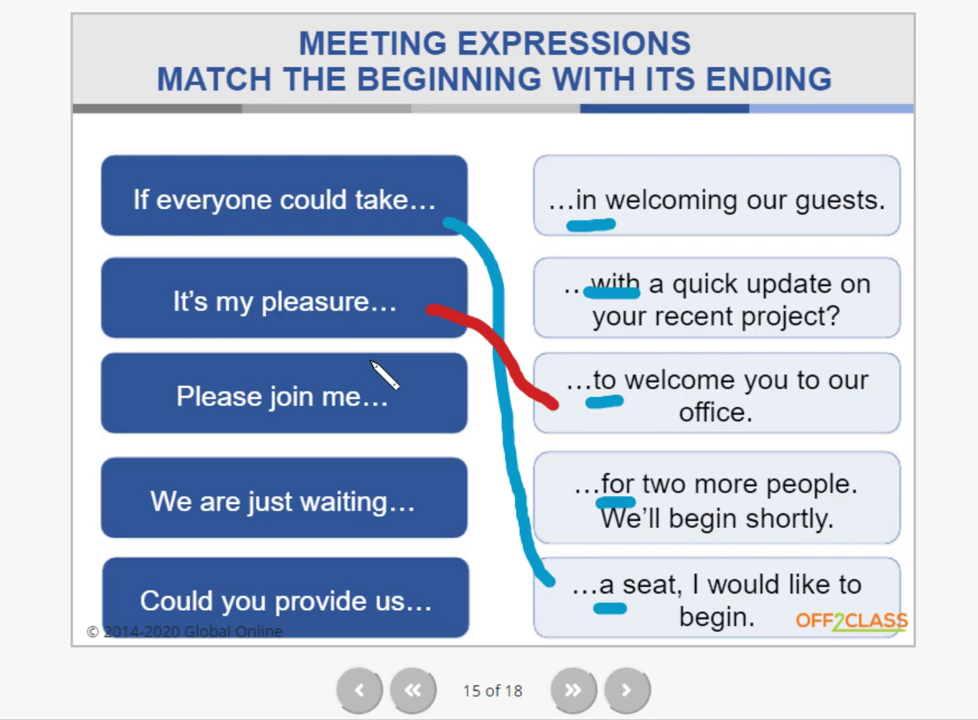 MEETING EXPRESSIONS
MATCH THE BEGINNING WITH ITS ENDING
If everyone could take…
…in welcoming our guests.
It’s my pleasure…
…with a quick update on
your recent project?
Please join me…
…to welcome you to our
office.
We are just waiting…
…for two more people.
We’ll begin shortly.
Could you provide us…
…a seat, I would like to
begin.
OFF2CLASS
© 2014-2020 Global Online
15 of 18